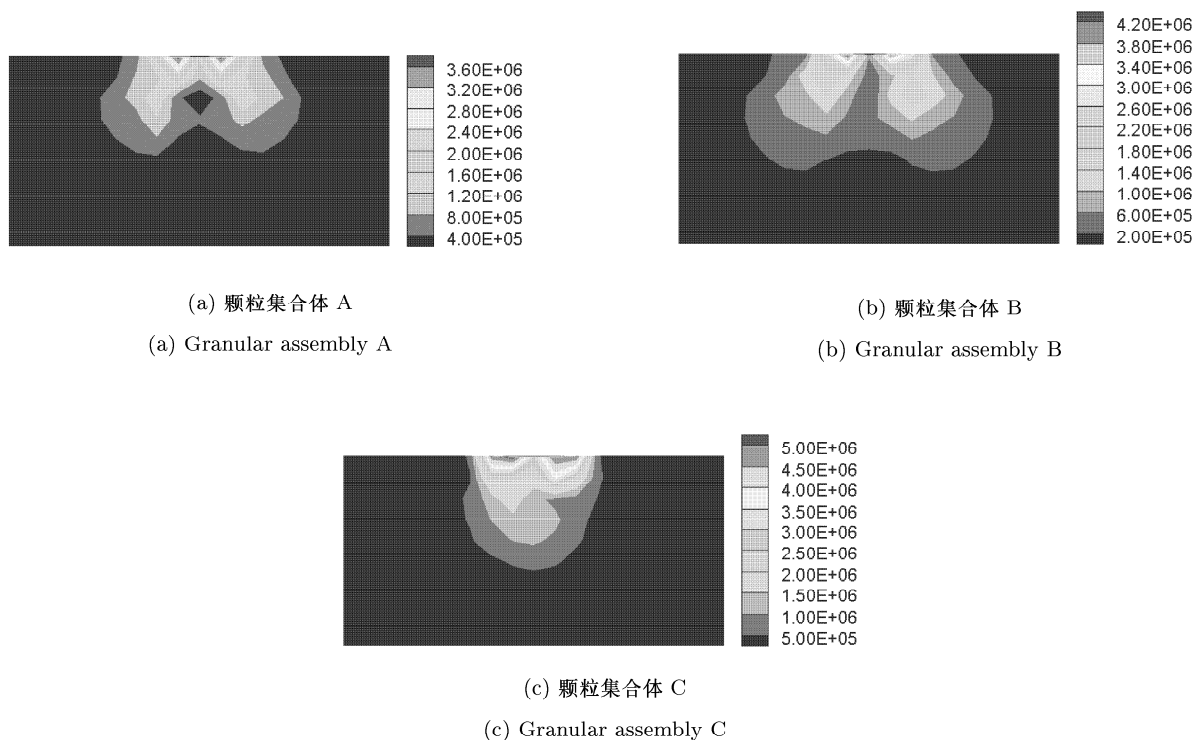 3.60E+06
3.20E+06
2.80E+06
2.40E+06
2.00E+06
1.60E+06
1.20E+06
8.00E+05
4.00E+05
(a) 颗粒集合体 A
(a) Granular assembly A
4.20E+06
3.80E+06
3.40E+06
3.00E+06
2.60E+06
2.20E+06
1.80E+06
1.40E+06
1.00E+06
6.00E+05
2.00E+05
(b) 颗粒集合体 B
(b) Granular assembly B
5.00E+06
4.50E+06
4.00E+06
3.50E+06
3.00E+06
2.50E+06
2.00E+06
1.50E+06
1.00E+06
5.00E+05
(c) 颗粒集合体 C
(c) Granular assembly C